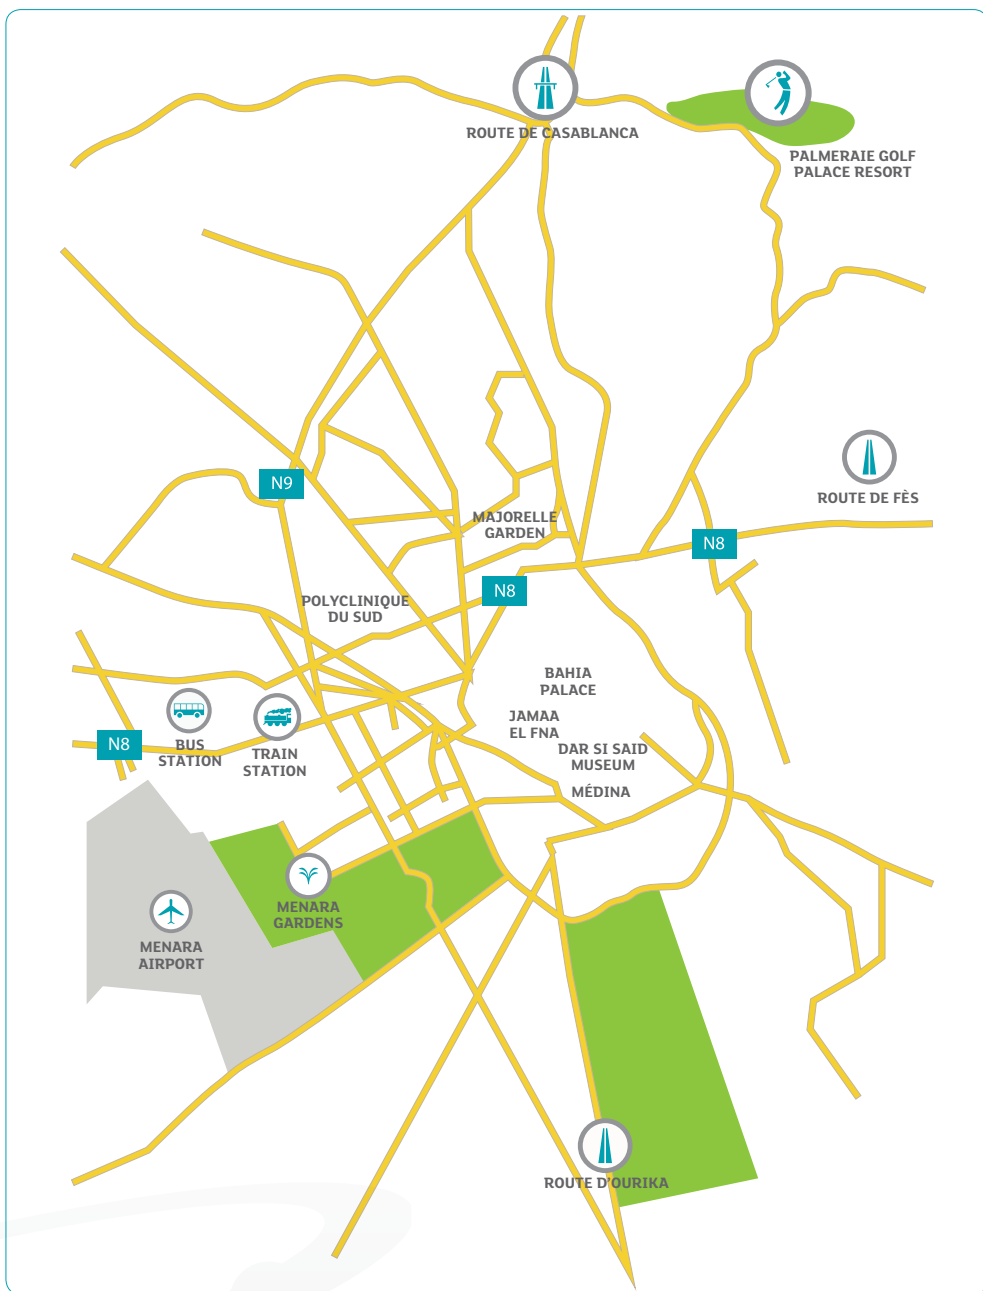 ROUTE DE CASABLANCA
PALMERAIE GOLF
PALACE RESORT
N9
ROUTE DE FÈS
MAJORELLE
GARDEN
N8
N8
POLYCLINIQUE
DU SUD
BAHIA
PALACE
JAMAA
EL FNA
DAR SI SAID
MUSEUM
MÉDINA
N8
BUS
STATION
TRAIN
STATION
MENARA
GARDENS
MENARA
AIRPORT
ROUTE D'OURIKA